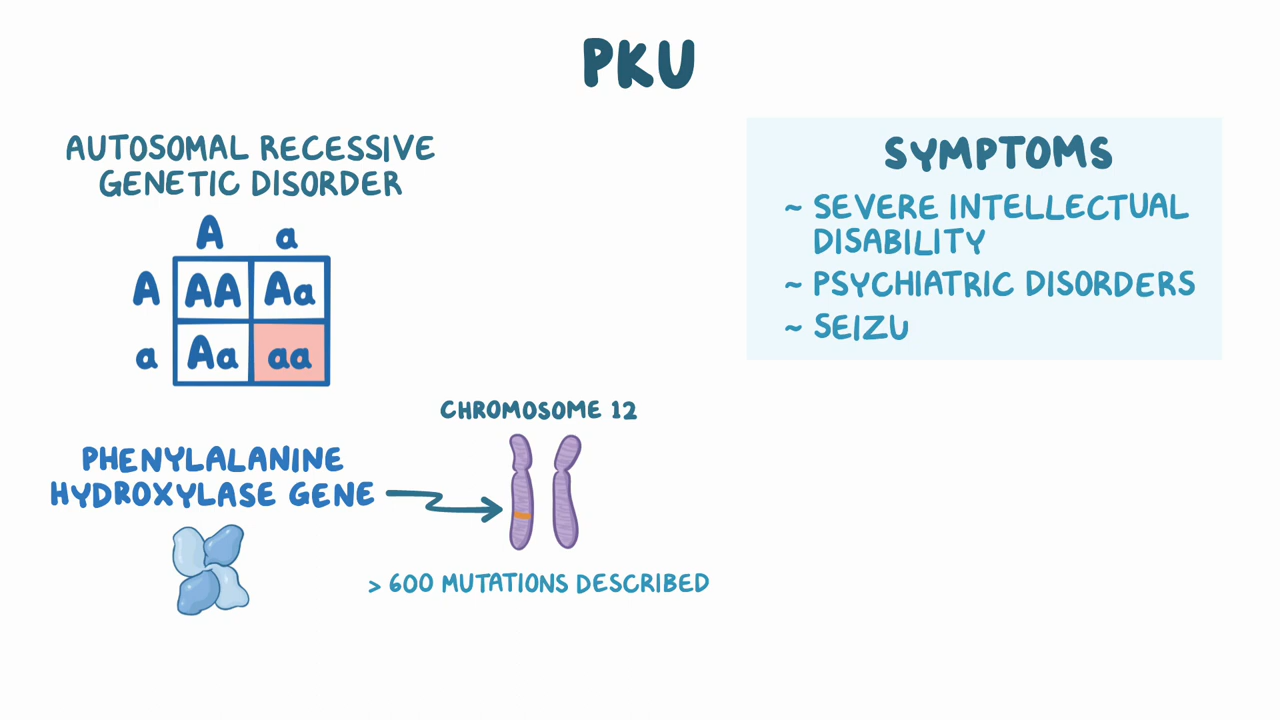 PKU
AUTOSOMAL RECESSIVE
GENETIC DISORDER
A a
A AA Aa
a Aa aa
PHENYLALANINE
HYDROXYLASE GENE
CHROMOSOME 12
> 600 MUTATIONS DESCRIBED
SYMPTOMS
~ SEVERE INTELLECTUAL
DISABILITY
~ PSYCHIATRIC DISORDERS
~ SEIZU